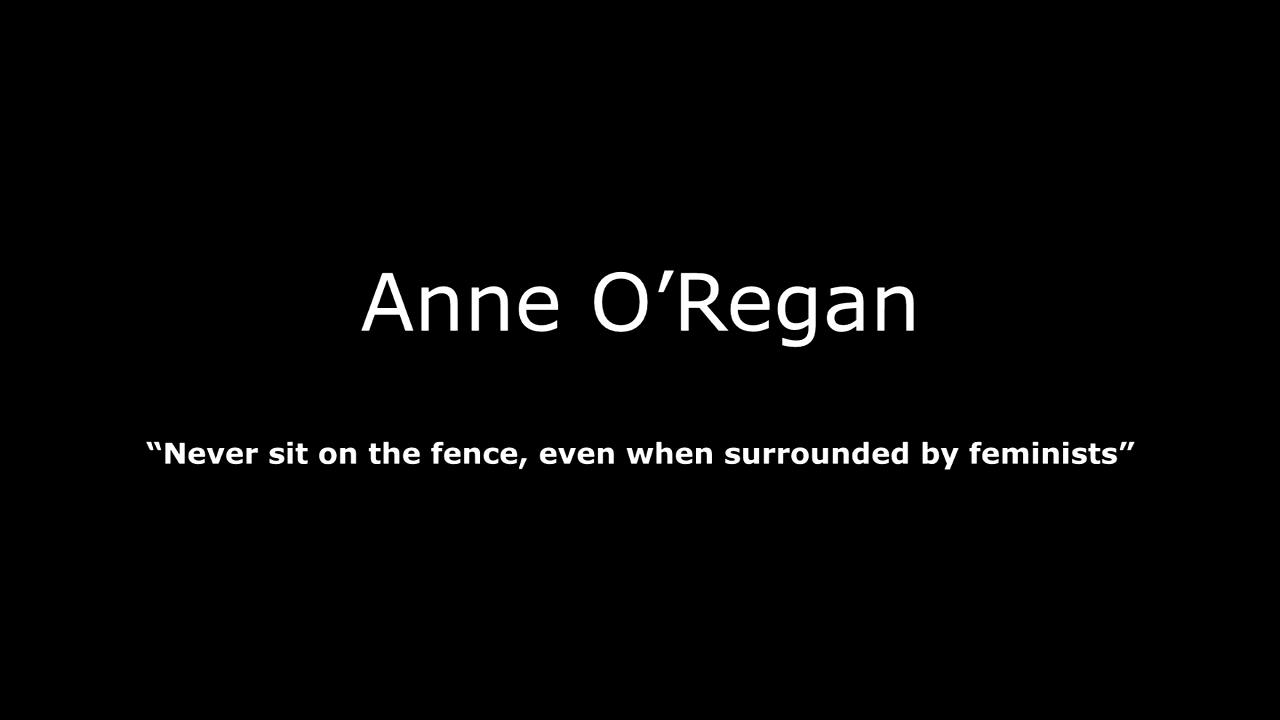 Anne O’Regan
“Never sit on the fence, even when surrounded by feminists”